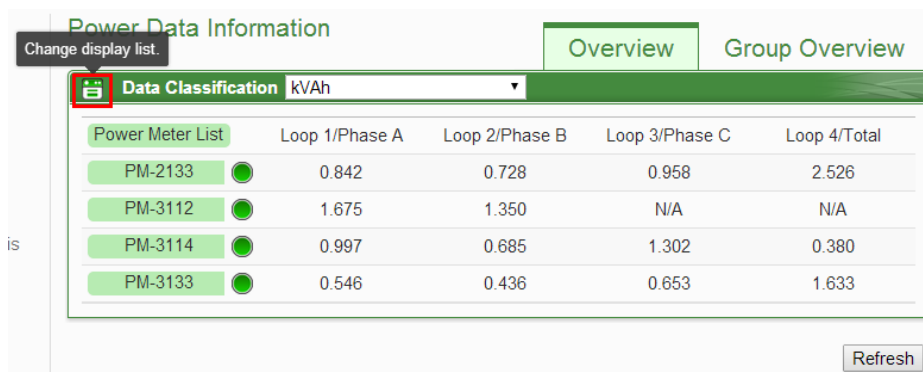 Power Data Information
Change display list.
Overview Group Overview
Data Classification kVAh
Power Meter List Loop 1/Phase A Loop 2/Phase B Loop 3/Phase C Loop 4/Total
PM-2133 0.842 0.728 0.958 2.526
PM-3112 1.675 1.350 N/A N/A
is
PM-3114 0.997 0.685 1.302 0.380
PM-3133 0.546 0.436 0.653 1.633
Refresh